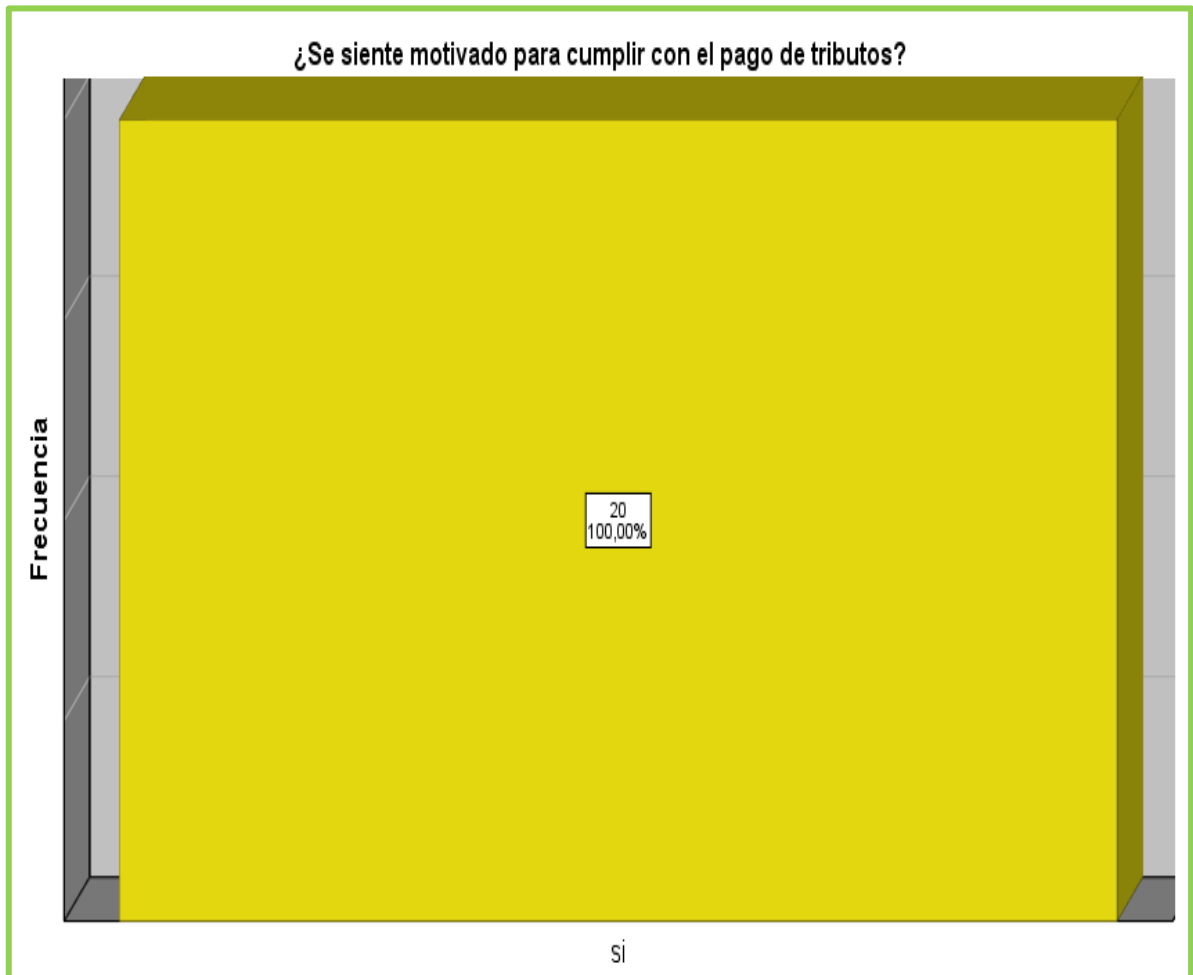 ¿Se siente motivado para cumplir con el pago de tributos?
Frecuencia
20
100,00%
si